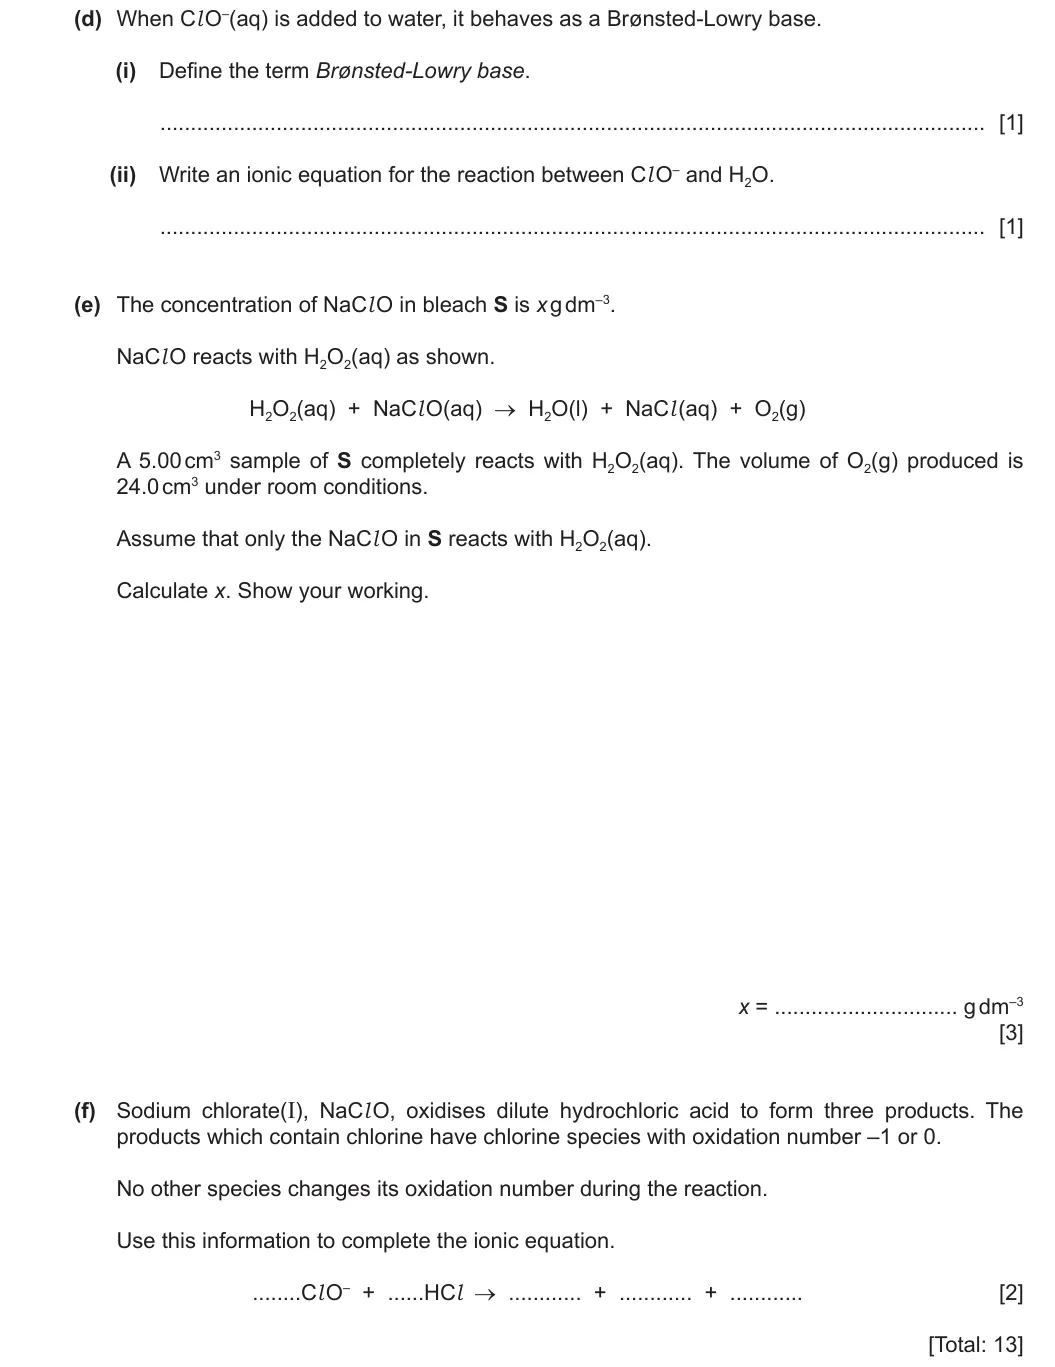 (d) When ClO⁻(aq) is added to water, it behaves as a Brønsted-Lowry base.
(i) Define the term Brønsted-Lowry base.
.......................................................................................................................................... [1]
(ii) Write an ionic equation for the reaction between ClO⁻ and H₂O.
.......................................................................................................................................... [1]
(e) The concentration of NaClO in bleach S is x g dm⁻³.
NaClO reacts with H₂O₂(aq) as shown.
H₂O₂(aq) + NaClO(aq) → H₂O(l) + NaCl(aq) + O₂(g)
A 5.00 cm³ sample of S completely reacts with H₂O₂(aq). The volume of O₂(g) produced is
24.0 cm³ under room conditions.
Assume that only the NaClO in S reacts with H₂O₂(aq).
Calculate x. Show your working.
x = .............................. g dm⁻³
[3]
(f) Sodium chlorate(I), NaClO, oxidises dilute hydrochloric acid to form three products. The
products which contain chlorine have chlorine species with oxidation number –1 or 0.
No other species changes its oxidation number during the reaction.
Use this information to complete the ionic equation.
........ClO⁻ + ......HCl → ............ + ............ + ............ [2]
[Total: 13]